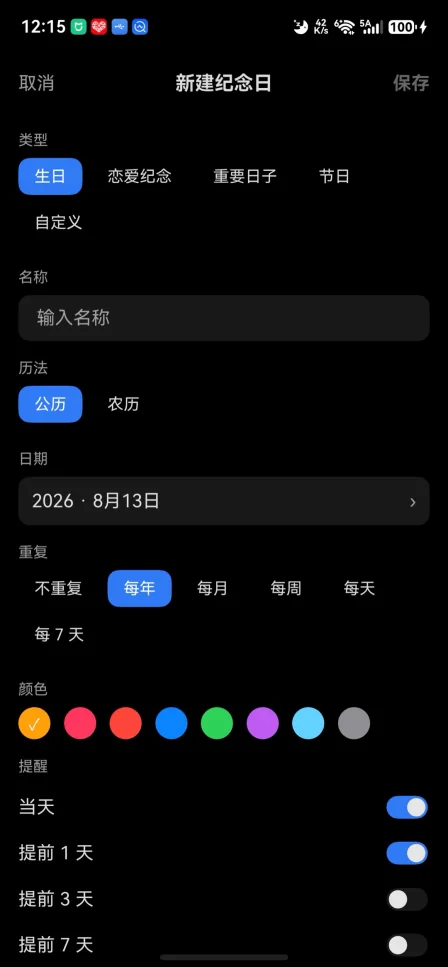 12:15 42 K/s 6 5A 100
取消 新建纪念日 保存
类型
生日 恋爱纪念 重要日子 节日
自定义
名称
输入名称
历法
公历 农历
日期
2026 · 8月13日 ›
重复
不重复 每年 每月 每周 每天
每 7 天
颜色
提醒
当天
提前 1 天
提前 3 天
提前 7 天